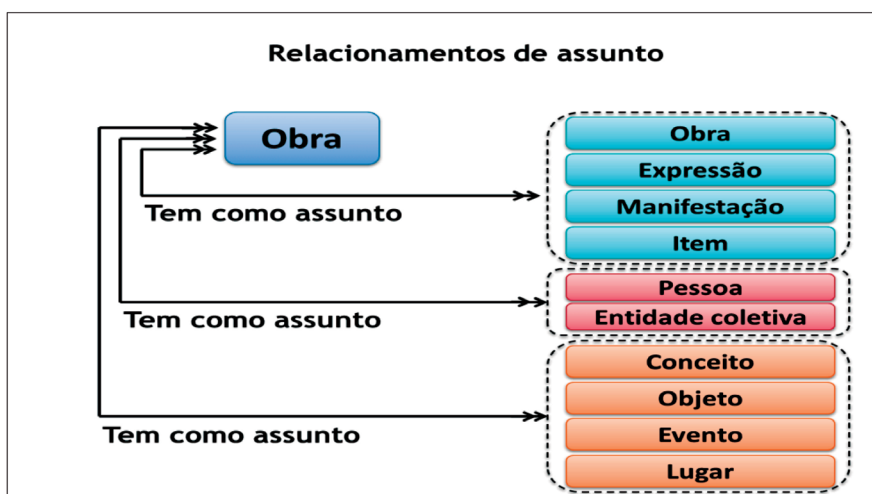 Relacionamentos de assunto
Obra
Obra
Expressão
Manifestação
Item
Tem como assunto
Pessoa
Entidade coletiva
Tem como assunto
Conceito
Objeto
Evento
Lugar
Tem como assunto